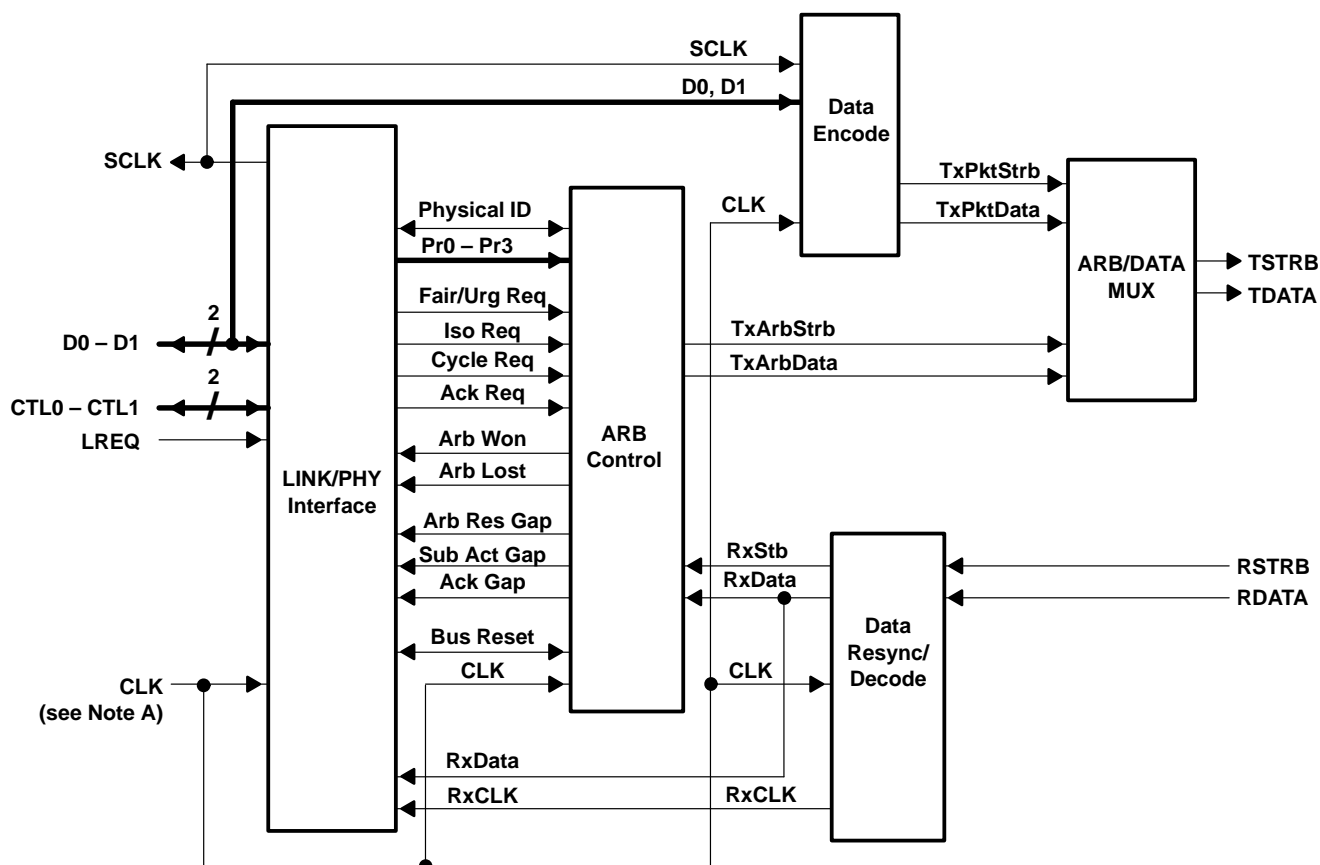 SCLK
D0, D1
Data
Encode
SCLK
TxPktStrb
Physical ID
CLK
TxPktData
Pr0 – Pr3
ARB/DATA
MUX
TSTRB
TDATA
Fair/Urg Req
2
D0 – D1
Iso Req
TxArbStrb
Cycle Req
TxArbData
2
CTL0 – CTL1
Ack Req
LREQ
Arb Won
ARB
Control
Arb Lost
LINK/PHY
Interface
Arb Res Gap
Sub Act Gap
RxStb
RSTRB
Ack Gap
RxData
RDATA
Data
Resync/
Decode
Bus Reset
CLK
CLK
CLK
(see Note A)
RxData
RxCLK
RxCLK